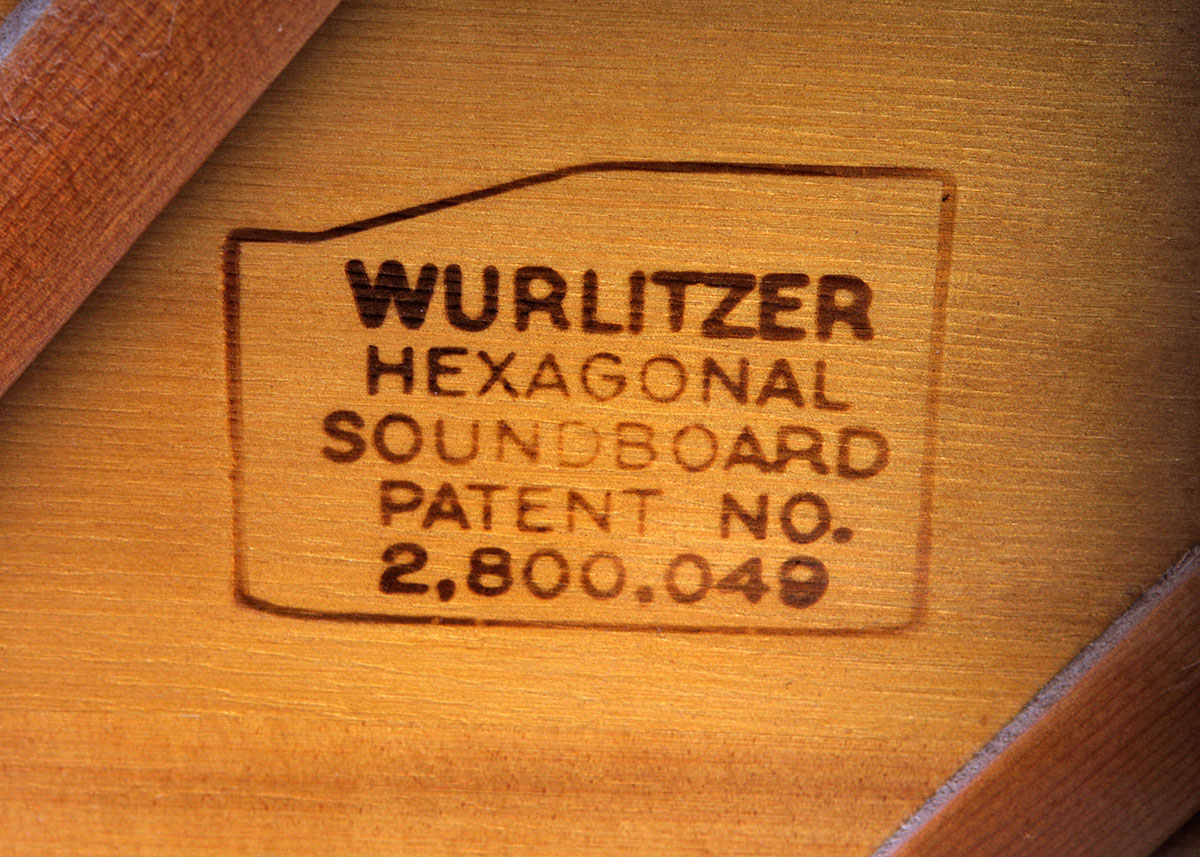 WURLITZER
HEXAGONAL
SOUNDBOARD
PATENT NO.
2,800.049